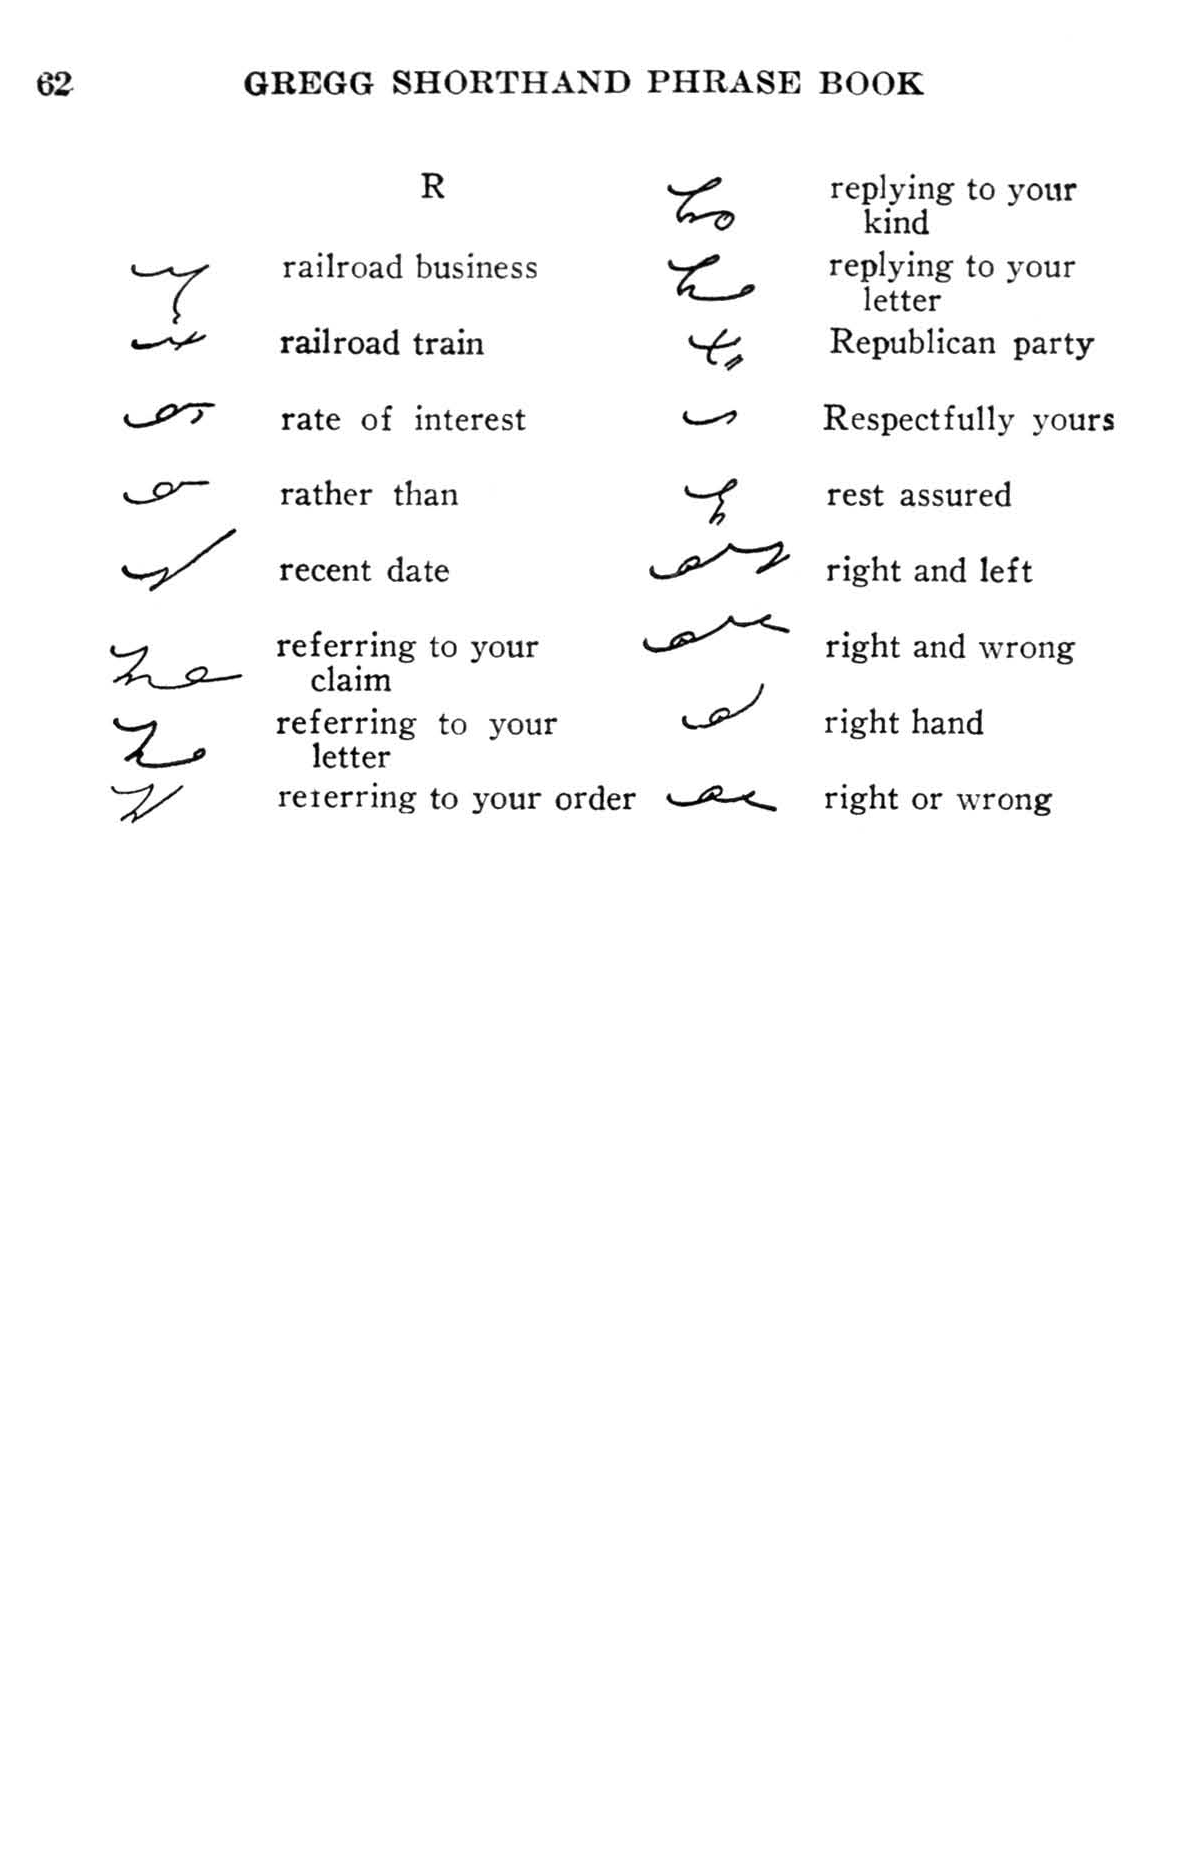 62 GREGG SHORTHAND PHRASE BOOK
R
railroad business
railroad train
rate of interest
rather than
recent date
referring to your
claim
referring to your
letter
referring to your order
replying to your
kind
replying to your
letter
Republican party
Respectfully yours
rest assured
right and left
right and wrong
right hand
right or wrong